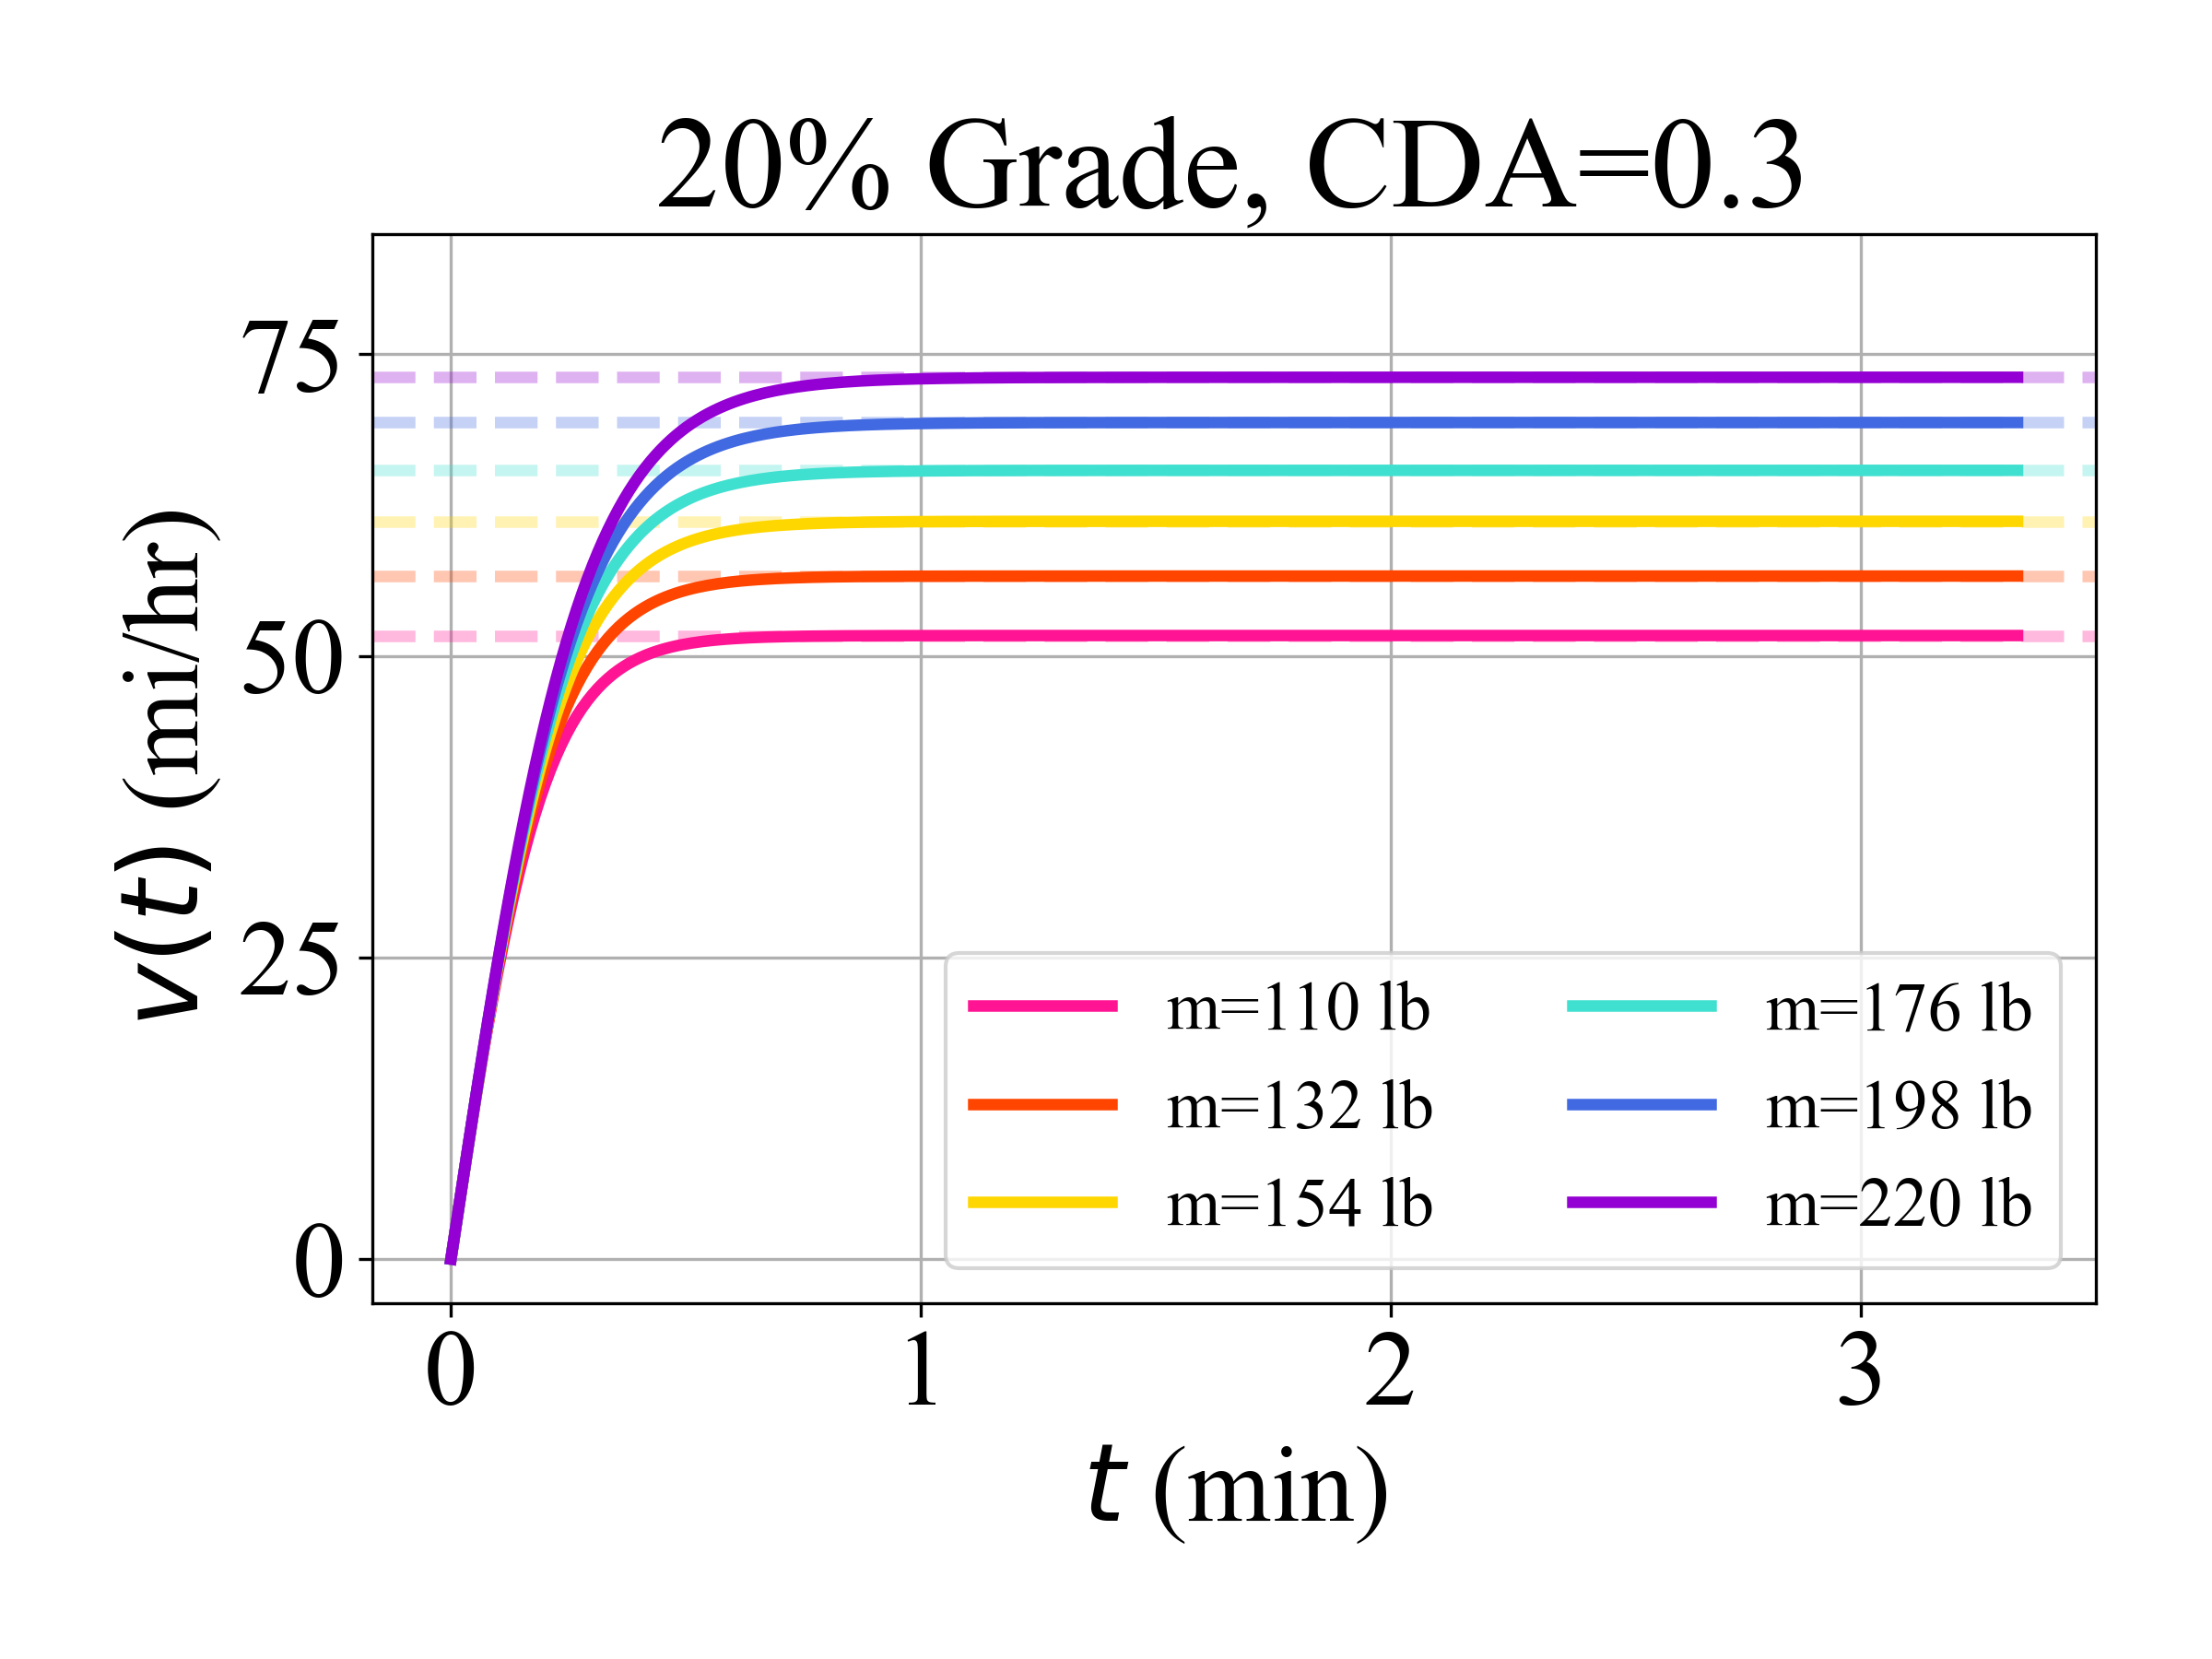 20% Grade, CDA=0.3
v(t) (mi/hr)
75
50
25
0
m=110 lb
m=132 lb
m=154 lb
m=176 lb
m=198 lb
m=220 lb
0 1 2 3
t (min)